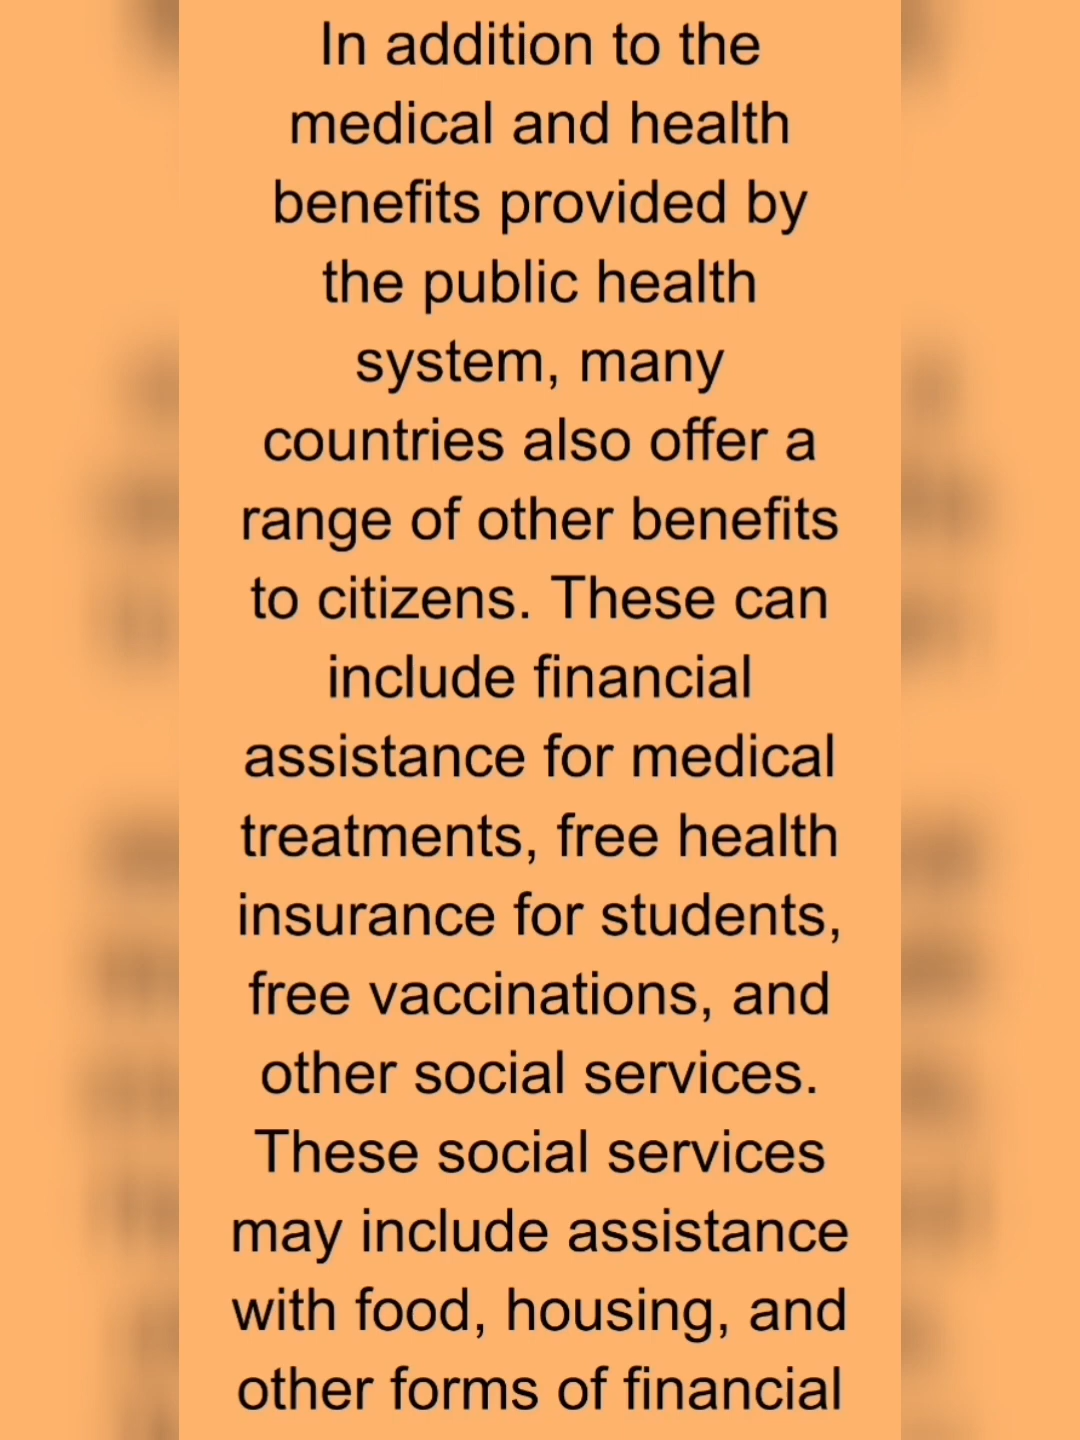 In addition to the
medical and health
benefits provided by
the public health
system, many
countries also offer a
range of other benefits
to citizens. These can
include financial
assistance for medical
treatments, free health
insurance for students,
free vaccinations, and
other social services.
These social services
may include assistance
with food, housing, and
other forms of financial